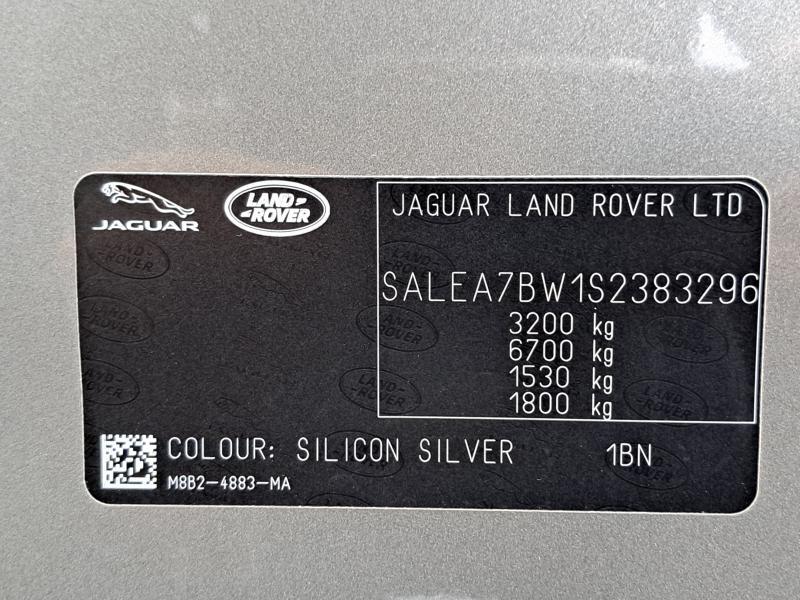 JAGUAR
LAND-
-ROVER
JAGUAR LAND ROVER LTD
SALEA7BW1S2383296
3200 kg
6700 kg
1530 kg
1800 kg
COLOUR: SILICON SILVER 1BN
M8B2-4883-MA